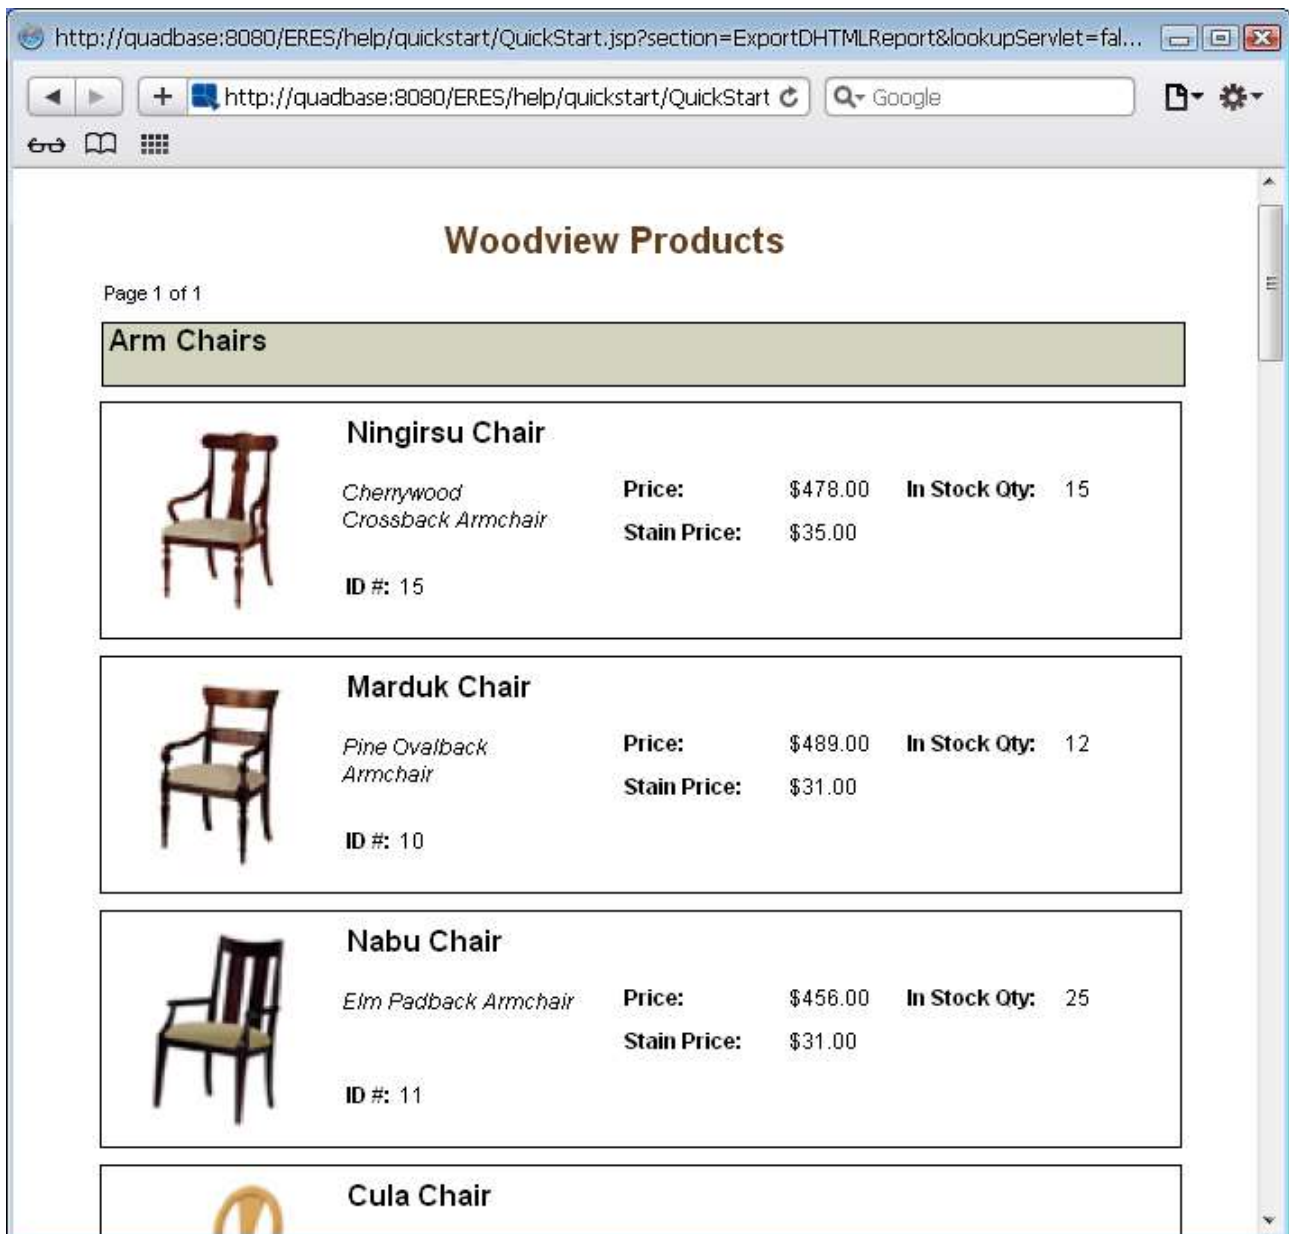 http://quadbase:8080/ERES/help/quickstart/QuickStart.jsp?section=ExportDHTMLReport&lookupServlet=fal...
http://quadbase:8080/ERES/help/quickstart/QuickStart
Google
Woodview Products
Page 1 of 1
Arm Chairs
Ningirsu Chair
Cherrywood Price: $478.00 In Stock Qty: 15
Crossback Armchair Stain Price: $35.00
ID #: 15
Marduk Chair
Pine Ovalback Price: $489.00 In Stock Qty: 12
Armchair Stain Price: $31.00
ID #: 10
Nabu Chair
Elm Padback Armchair Price: $456.00 In Stock Qty: 25
Stain Price: $31.00
ID #: 11
Cula Chair